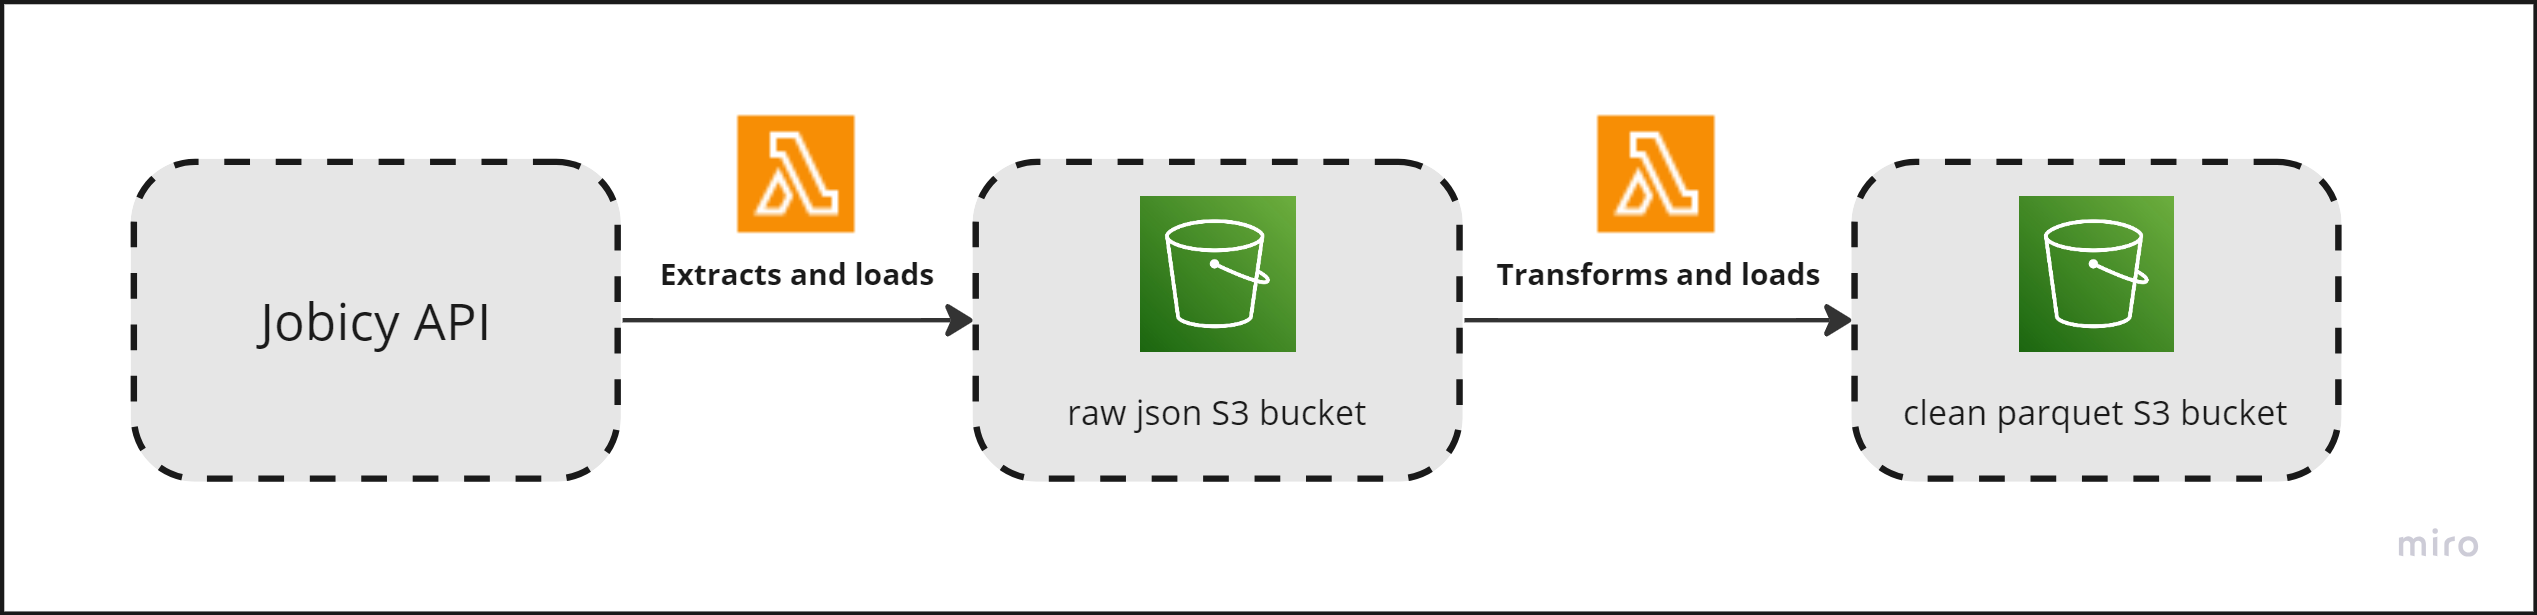 Extracts and loads
Transforms and loads
Jobicy API
raw json S3 bucket
clean parquet S3 bucket
miro